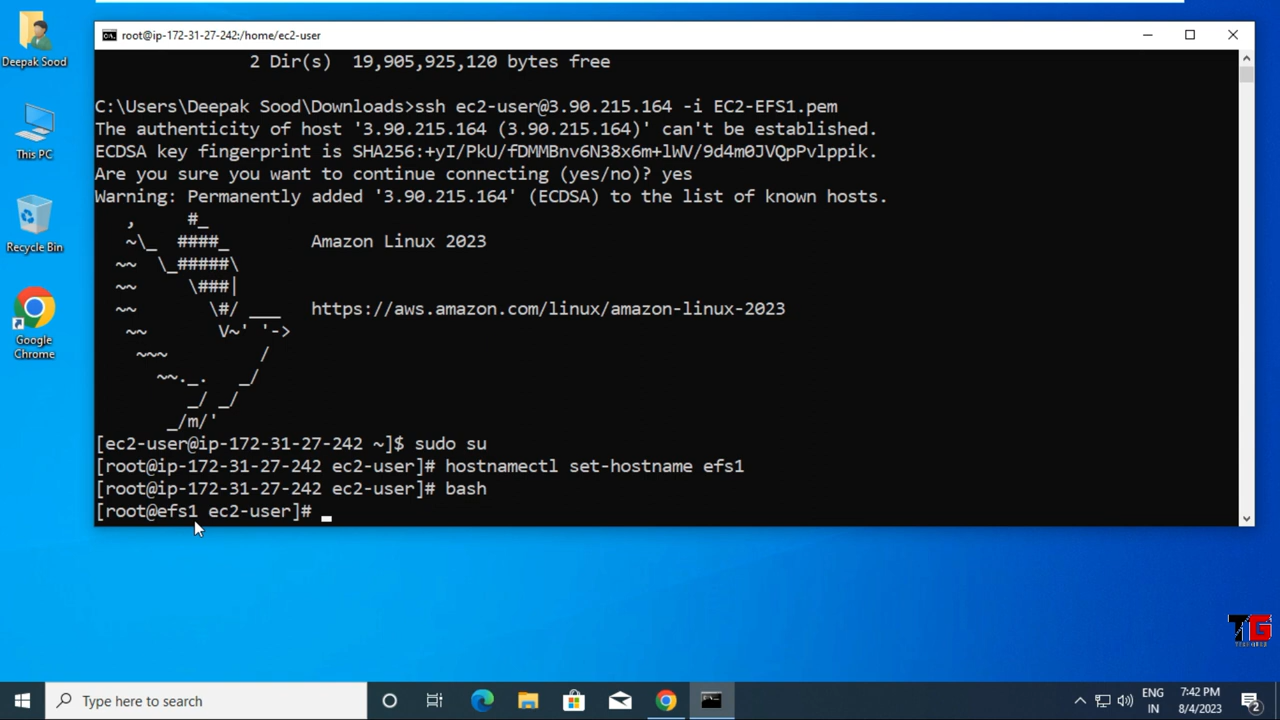 Deepak Sood
This PC
Recycle Bin
Google
Chrome
root@ip-172-31-27-242:/home/ec2-user
2 Dir(s)  19,905,925,120 bytes free
C:\Users\Deepak Sood\Downloads>ssh ec2-user@3.90.215.164 -i EC2-EFS1.pem
The authenticity of host '3.90.215.164 (3.90.215.164)' can't be established.
ECDSA key fingerprint is SHA256:+yI/PkU/fDMMBnv6N38x6m+lWV/9d4m0JVQpPvlppik.
Are you sure you want to continue connecting (yes/no)? yes
Warning: Permanently added '3.90.215.164' (ECDSA) to the list of known hosts.
   ,     #_
   ~\_  ####_        Amazon Linux 2023
  ~~  \_#####\
  ~~     \###|
  ~~       \#/ ___   https://aws.amazon.com/linux/amazon-linux-2023
   ~~       V~' '->
    ~~~         /
      ~~._.   _/
         _/ _/
       _/m/'
[ec2-user@ip-172-31-27-242 ~]$ sudo su
[root@ip-172-31-27-242 ec2-user]# hostnamectl set-hostname efs1
[root@ip-172-31-27-242 ec2-user]# bash
[root@efs1 ec2-user]# _
TG
Type here to search
ENG
IN
7:42 PM
8/4/2023
2